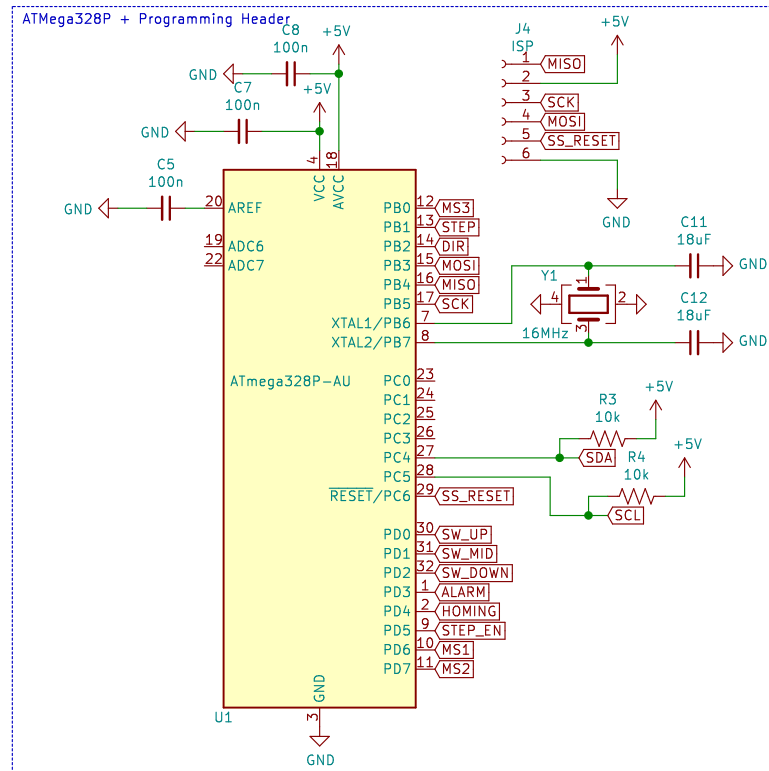 ATMega328P + Programming Header
C8
100n
+5V
GND
C7
100n
+5V
GND
C5
100n
GND
J4
ISP
+5V
1 MISO
2
3 SCK
4 MOSI
5 SS_RESET
6
GND
4
18
VCC
AVCC
20 AREF
19 ADC6
22 ADC7
PB0 12 MS3
PB1 13 STEP
PB2 14 DIR
PB3 15 MOSI
PB4 16 MISO
PB5 17 SCK
XTAL1/PB6 7
XTAL2/PB7 8
C11
18uF
GND
Y1
1
4
2
3
16MHz
C12
18uF
GND
ATmega328P-AU
PC0 23
PC1 24
PC2 25
PC3 26
PC4 27
PC5 28
RESET/PC6 29 SS_RESET
+5V
R3
10k
SDA
+5V
R4
10k
SCL
PD0 30 SW_UP
PD1 31 SW_MID
PD2 32 SW_DOWN
PD3 1 ALARM
PD4 2 HOMING
PD5 9 STEP_EN
PD6 10 MS1
PD7 11 MS2
GND
U1
3
GND